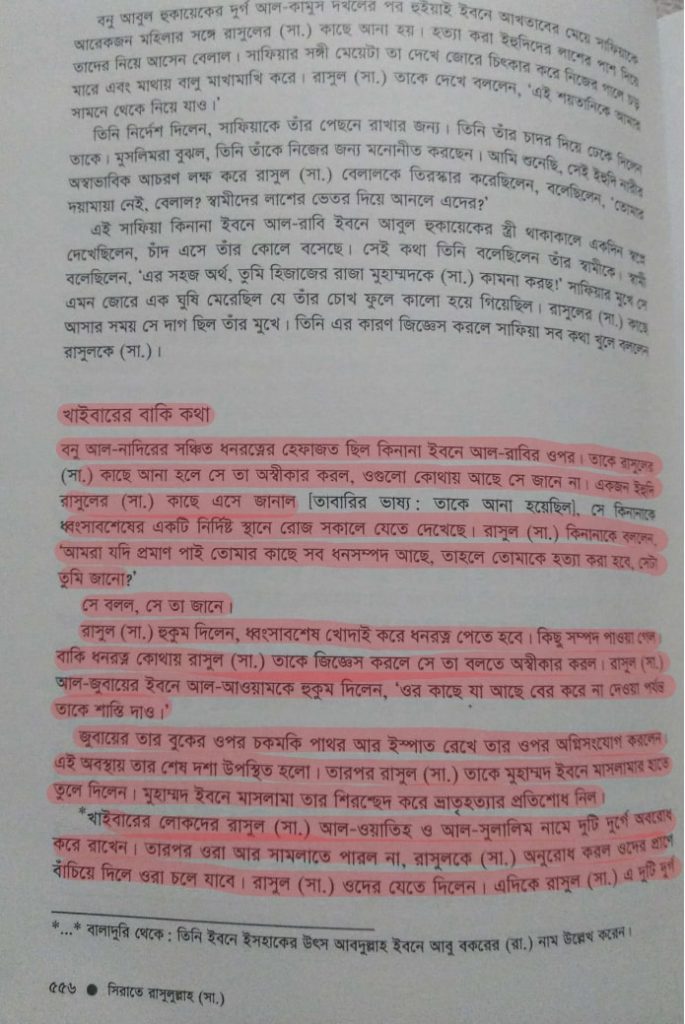 বনু আবুল হুকায়েকের দুর্গ আল-কামুস দখলের পর হুইয়াই ইবনে আখতাবের মেয়ে সাফিয়াকে
আরেকজন মহিলার সঙ্গে রাসুলের (সা.) কাছে আনা হয়। হত্যা করা ইহুদিদের লাশের পাশ দিয়ে
তাদের নিয়ে আসেন বেলাল। সাফিয়ার সঙ্গী মেয়েটা তা দেখে জোরে চিৎকার করে নিজের গালে চড়
মারে এবং মাথায় বালু মাখামাখি করে। রাসুল (সা.) তাকে দেখে বললেন, 'এই শয়তানিকে আমার
সামনে থেকে নিয়ে যাও।'
তিনি নির্দেশ দিলেন, সাফিয়াকে তাঁর পেছনে রাখার জন্য। তিনি তাঁর চাদর দিয়ে ঢেকে দিলেন
তাকে। মুসলিমরা বুঝল, তিনি তাঁকে নিজের জন্য মনোনীত করছেন। আমি শুনেছি, সেই ইহুদি নারীর
অস্বাভাবিক আচরণ লক্ষ করে রাসুল (সা.) বেলালকে তিরস্কার করেছিলেন, বলেছিলেন, 'তোমার
দয়ামায়া নেই, বেলাল? স্বামীদের লাশের ভেতর দিয়ে আনলে এদের?'
এই সাফিয়া কিনানা ইবনে আল-রাবি ইবনে আবুল হুকায়েকের স্ত্রী থাকাকালে একদিন স্বপ্নে
দেখেছিলেন, চাঁদ এসে তাঁর কোলে বসেছে। সেই কথা তিনি বলেছিলেন তাঁর স্বামীকে। স্বামী
বলেছিলেন, 'এর সহজ অর্থ, তুমি হিজাজের রাজা মুহাম্মদকে (সা.) কামনা করছ!' সাফিয়ার মুখে সে
এমন জোরে এক ঘুষি মেরেছিল যে তাঁর চোখ ফুলে কালো হয়ে গিয়েছিল। রাসুলের (সা.) কাছে
আসার সময় সে দাগ ছিল তাঁর মুখে। তিনি এর কারণ জিজ্ঞেস করলে সাফিয়া সব কথা খুলে বললেন
রাসুলকে (সা.)।
খাইবারের বাকি কথা
বনু আল-নাদিরের সঞ্চিত ধনরত্নের হেফাজত ছিল কিনানা ইবনে আল-রাবির ওপর। তাকে রাসুলের
(সা.) কাছে আনা হলে সে তা অস্বীকার করল, ওগুলো কোথায় আছে সে জানে না। একজন ইহুদি
রাসুলের (সা.) কাছে এসে জানাল [তাবারির ভাষ্য : তাকে আনা হয়েছিল], সে কিনানাকে
ধ্বংসাবশেষের একটি নির্দিষ্ট স্থানে রোজ সকালে যেতে দেখেছে। রাসুল (সা.) কিনানাকে বললেন,
'আমরা যদি প্রমাণ পাই তোমার কাছে সব ধনসম্পদ আছে, তাহলে তোমাকে হত্যা করা হবে, সেটা
তুমি জানো?'
সে বলল, সে তা জানে।
রাসুল (সা.) হুকুম দিলেন, ধ্বংসাবশেষ খোদাই করে ধনরত্ন পেতে হবে। কিছু সম্পদ পাওয়া গেল।
বাকি ধনরত্ন কোথায় রাসুল (সা.) তাকে জিজ্ঞেস করলে সে তা বলতে অস্বীকার করল। রাসুল (সা.)
আল-জুবায়ের ইবনে আল-আওয়ামকে হুকুম দিলেন, 'ওর কাছে যা আছে বের করে না দেওয়া পর্যন্ত
তাকে শাস্তি দাও।'
জুবায়ের তার বুকের ওপর চকমকি পাথর আর ইস্পাত রেখে তার ওপর অগ্নিসংযোগ করলেন।
এই অবস্থায় তার শেষ দশা উপস্থিত হলো। তারপর রাসুল (সা.) তাকে মুহাম্মদ ইবনে মাসলামার হাতে
তুলে দিলেন। মুহাম্মদ ইবনে মাসলামা তার শিরশ্ছেদ করে ভ্রাতৃহত্যার প্রতিশোধ নিল।
*খাইবারের লোকদের রাসুল (সা.) আল-ওয়াতিহ ও আল-সুলালিম নামে দুটি দুর্গে অবরোধ
করে রাখেন। তারপর ওরা আর সামলাতে পারল না, রাসুলকে (সা.) অনুরোধ করল ওদের প্রাণে
বাঁচিয়ে দিলে ওরা চলে যাবে। রাসুল (সা.) ওদের যেতে দিলেন। এদিকে রাসুল (সা.) এ দুটি দুর্গ
*...* বালাদুরি থেকে : তিনি ইবনে ইসহাকের উৎস আবদুল্লাহ ইবনে আবু বকরের (রা.) নাম উল্লেখ করেন।
৫৫৬ ● সিরাতে রাসুলুল্লাহ (সা.)